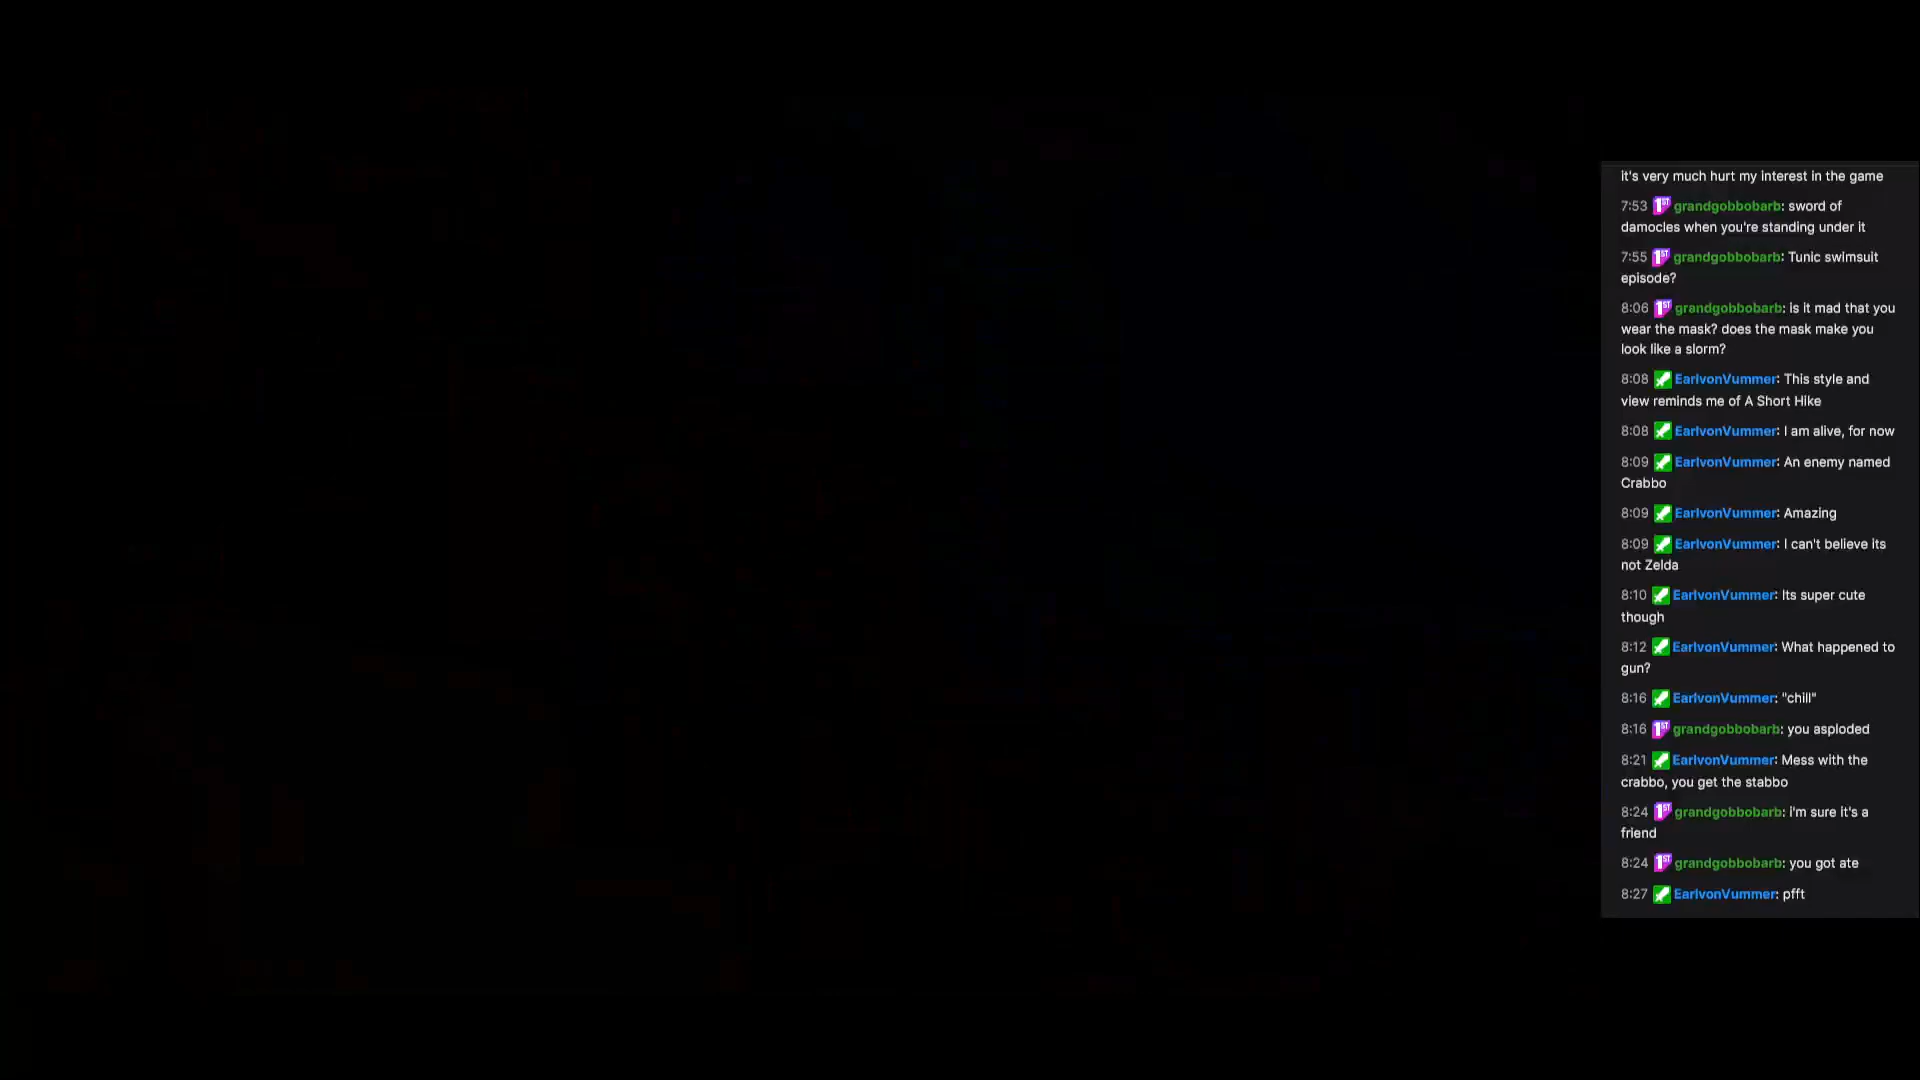 it's very much hurt my interest in the game
7:53 1ST grandgobbobarb: sword of
damocles when you're standing under it
7:55 1ST grandgobbobarb: Tunic swimsuit
episode?
8:06 1ST grandgobbobarb: is it mad that you
wear the mask? does the mask make you
look like a slorm?
8:08 EarlvonVummer: This style and
view reminds me of A Short Hike
8:08 EarlvonVummer: I am alive, for now
8:09 EarlvonVummer: An enemy named
Crabbo
8:09 EarlvonVummer: Amazing
8:09 EarlvonVummer: I can't believe its
not Zelda
8:10 EarlvonVummer: Its super cute
though
8:12 EarlvonVummer: What happened to
gun?
8:16 EarlvonVummer: "chill"
8:16 1ST grandgobbobarb: you asploded
8:21 EarlvonVummer: Mess with the
crabbo, you get the stabbo
8:24 1ST grandgobbobarb: i'm sure it's a
friend
8:24 1ST grandgobbobarb: you got ate
8:27 EarlvonVummer: pfft